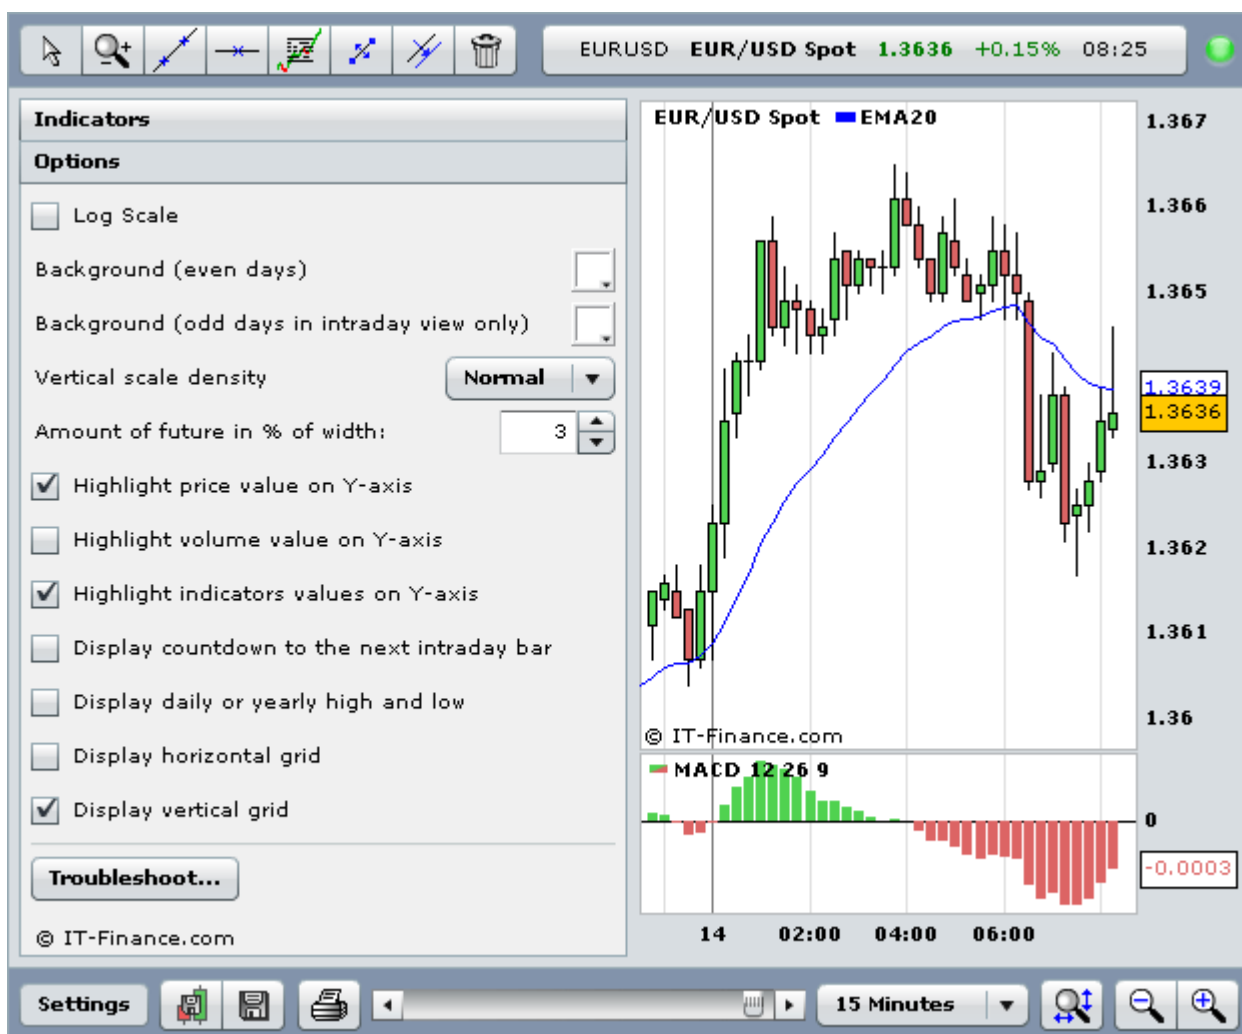 EURUSD EUR/USD Spot 1.3636 +0.15% 08:25
Indicators
Options
Log Scale
Background (even days)
Background (odd days in intraday view only)
Vertical scale density Normal
Amount of future in % of width: 3
Highlight price value on Y-axis
Highlight volume value on Y-axis
Highlight indicators values on Y-axis
Display countdown to the next intraday bar
Display daily or yearly high and low
Display horizontal grid
Display vertical grid
Troubleshoot...
© IT-Finance.com
EUR/USD Spot EMA20
1.367
1.366
1.365
1.3639
1.3636
1.363
1.362
1.361
1.36
© IT-Finance.com
MACD 12 26 9
0
-0.0003
14 02:00 04:00 06:00
Settings 15 Minutes